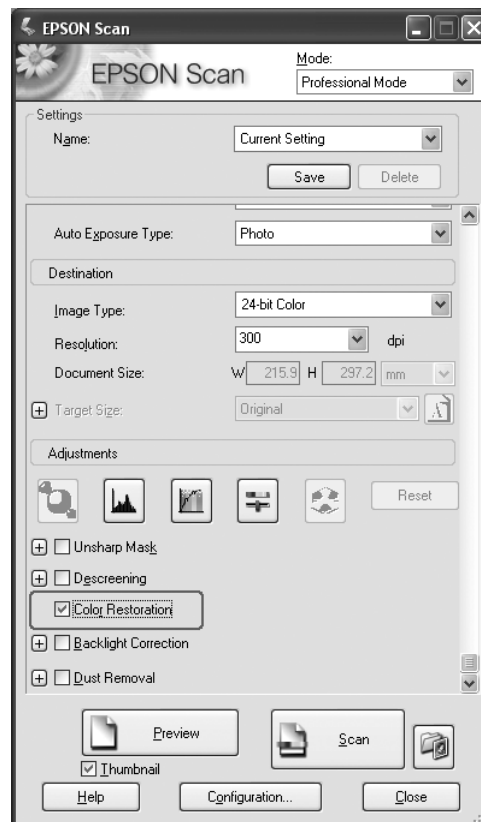 EPSON Scan
EPSON Scan
Mode:
Professional Mode
Settings
Name: Current Setting
Save Delete
Auto Exposure Type: Photo
Destination
Image Type: 24-bit Color
Resolution: 300 dpi
Document Size: W 215.9 H 297.2 mm
Target Size: Original
Adjustments
Reset
Unsharp Mask
Descreening
Color Restoration
Backlight Correction
Dust Removal
Preview Scan
Thumbnail
Help Configuration... Close